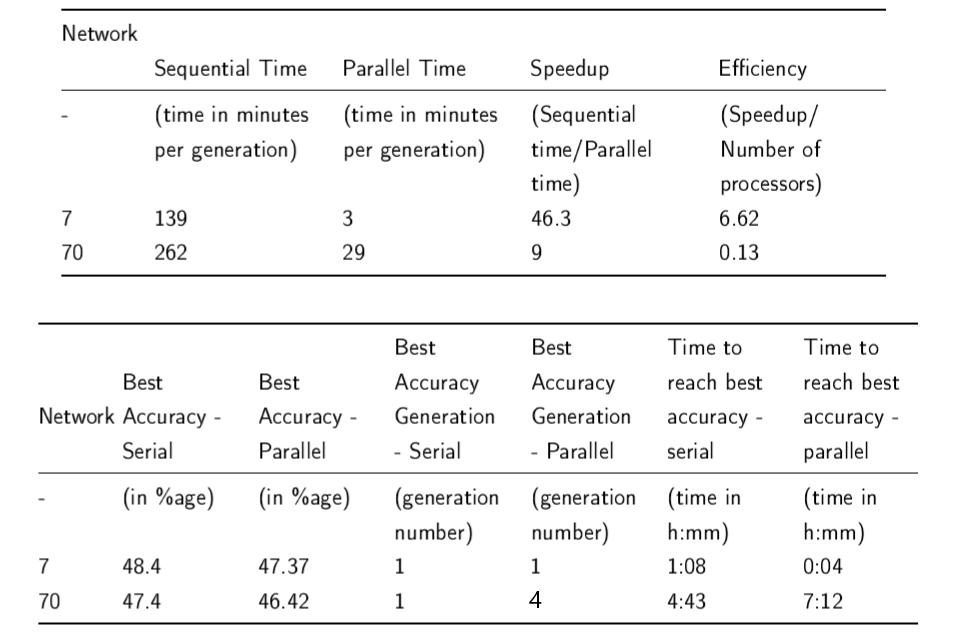 Network
Sequential Time Parallel Time Speedup Efficiency
- (time in minutes (time in minutes (Sequential (Speedup/
per generation) per generation) time/Parallel Number of
time) processors)
7 139 3 46.3 6.62
70 262 29 9 0.13
Best Best Time to Time to
Best Best Accuracy Accuracy reach best reach best
Network Accuracy - Accuracy - Generation Generation accuracy - accuracy -
Serial Parallel - Serial - Parallel serial parallel
- (in %age) (in %age) (generation (generation (time in (time in
number) number) h:mm) h:mm)
7 48.4 47.37 1 1 1:08 0:04
70 47.4 46.42 1 4 4:43 7:12